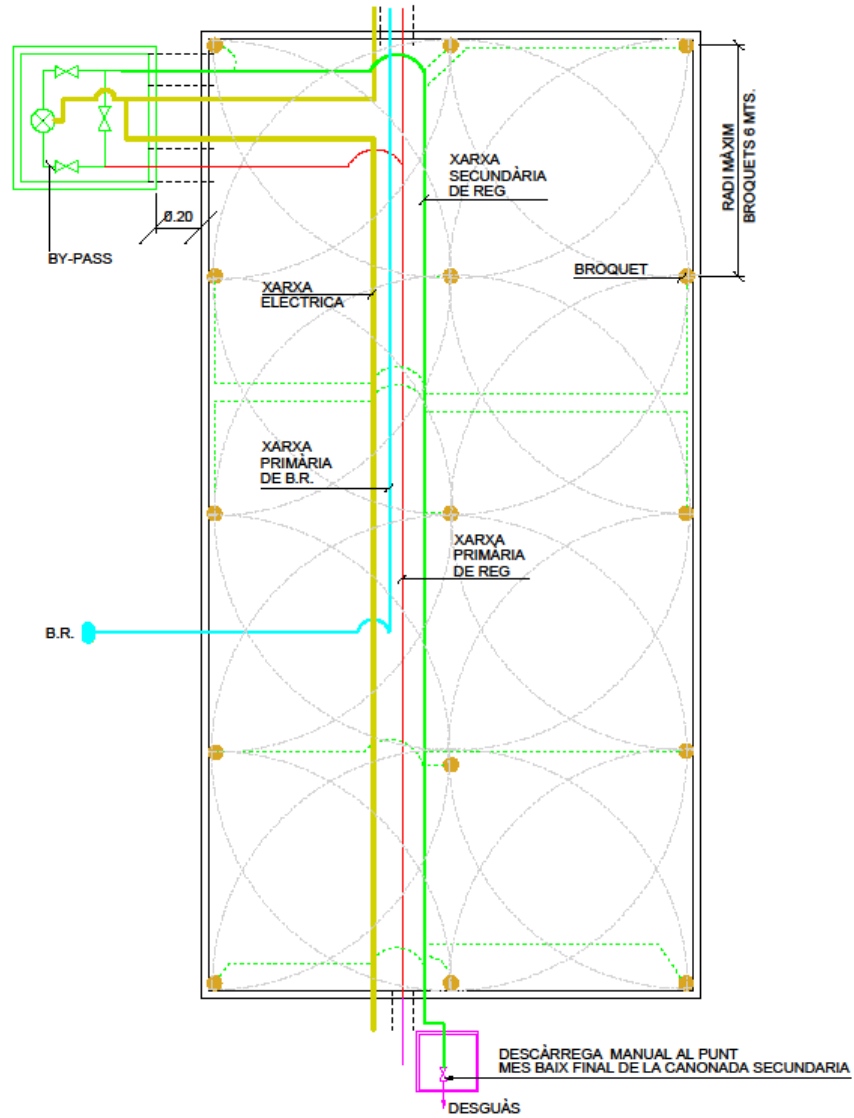 XARXA
SECUNDÀRIA
DE REG
RADI MÀXIM
BROQUETS 6 MTS.
Ø.20
BY-PASS
XARXA
ELÈCTRICA
BROQUET
XARXA
PRIMÀRIA
DE B.R.
XARXA
PRIMÀRIA
DE REG
B.R.
DESCÀRREGA MANUAL AL PUNT
MES BAIX FINAL DE LA CANONADA SECUNDARIA
DESGUÀS